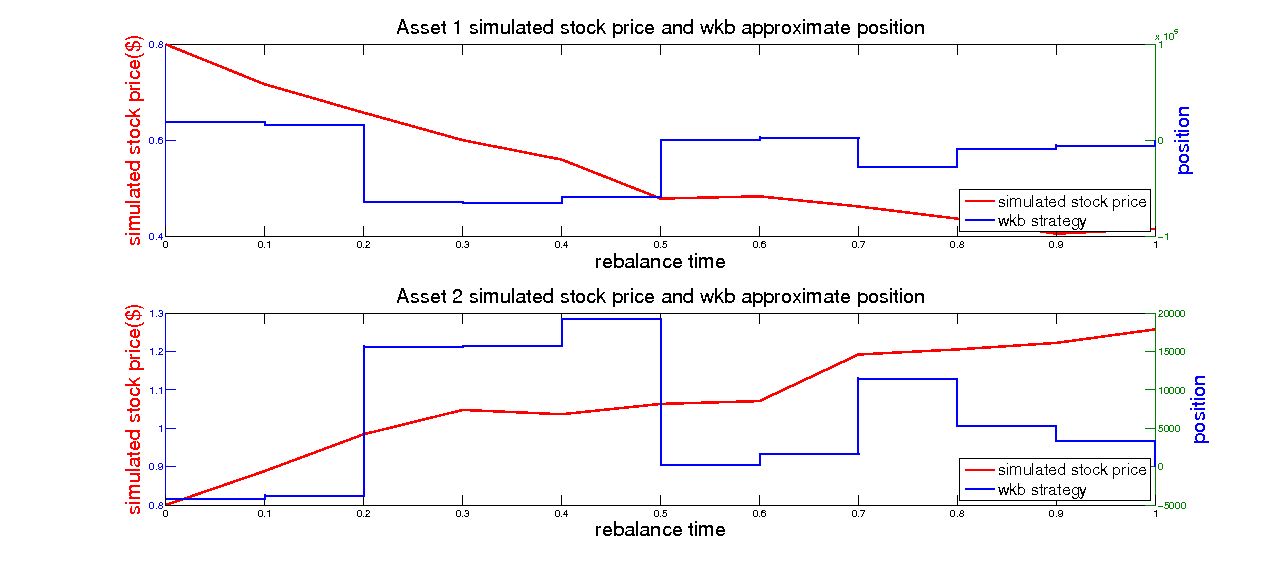 Asset 1 simulated stock price and wkb approximate position
x 10^5
simulated stock price($)
0.8
0.6
0.4
1
0
-1
position
simulated stock price
wkb strategy
0 0.1 0.2 0.3 0.4 0.5 0.6 0.7 0.8 0.9 1
rebalance time
Asset 2 simulated stock price and wkb approximate position
simulated stock price($)
1.3
1.2
1.1
1
0.9
0.8
20000
15000
10000
5000
0
-5000
position
simulated stock price
wkb strategy
0 0.1 0.2 0.3 0.4 0.5 0.6 0.7 0.8 0.9 1
rebalance time